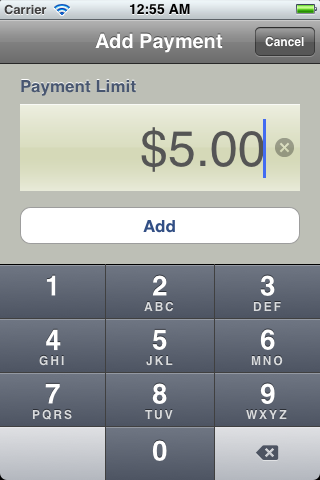 Carrier 12:55 AM
Add Payment Cancel
Payment Limit
$5.00
Add
1 2 3
ABC DEF
4 5 6
GHI JKL MNO
7 8 9
PQRS TUV WXYZ
0